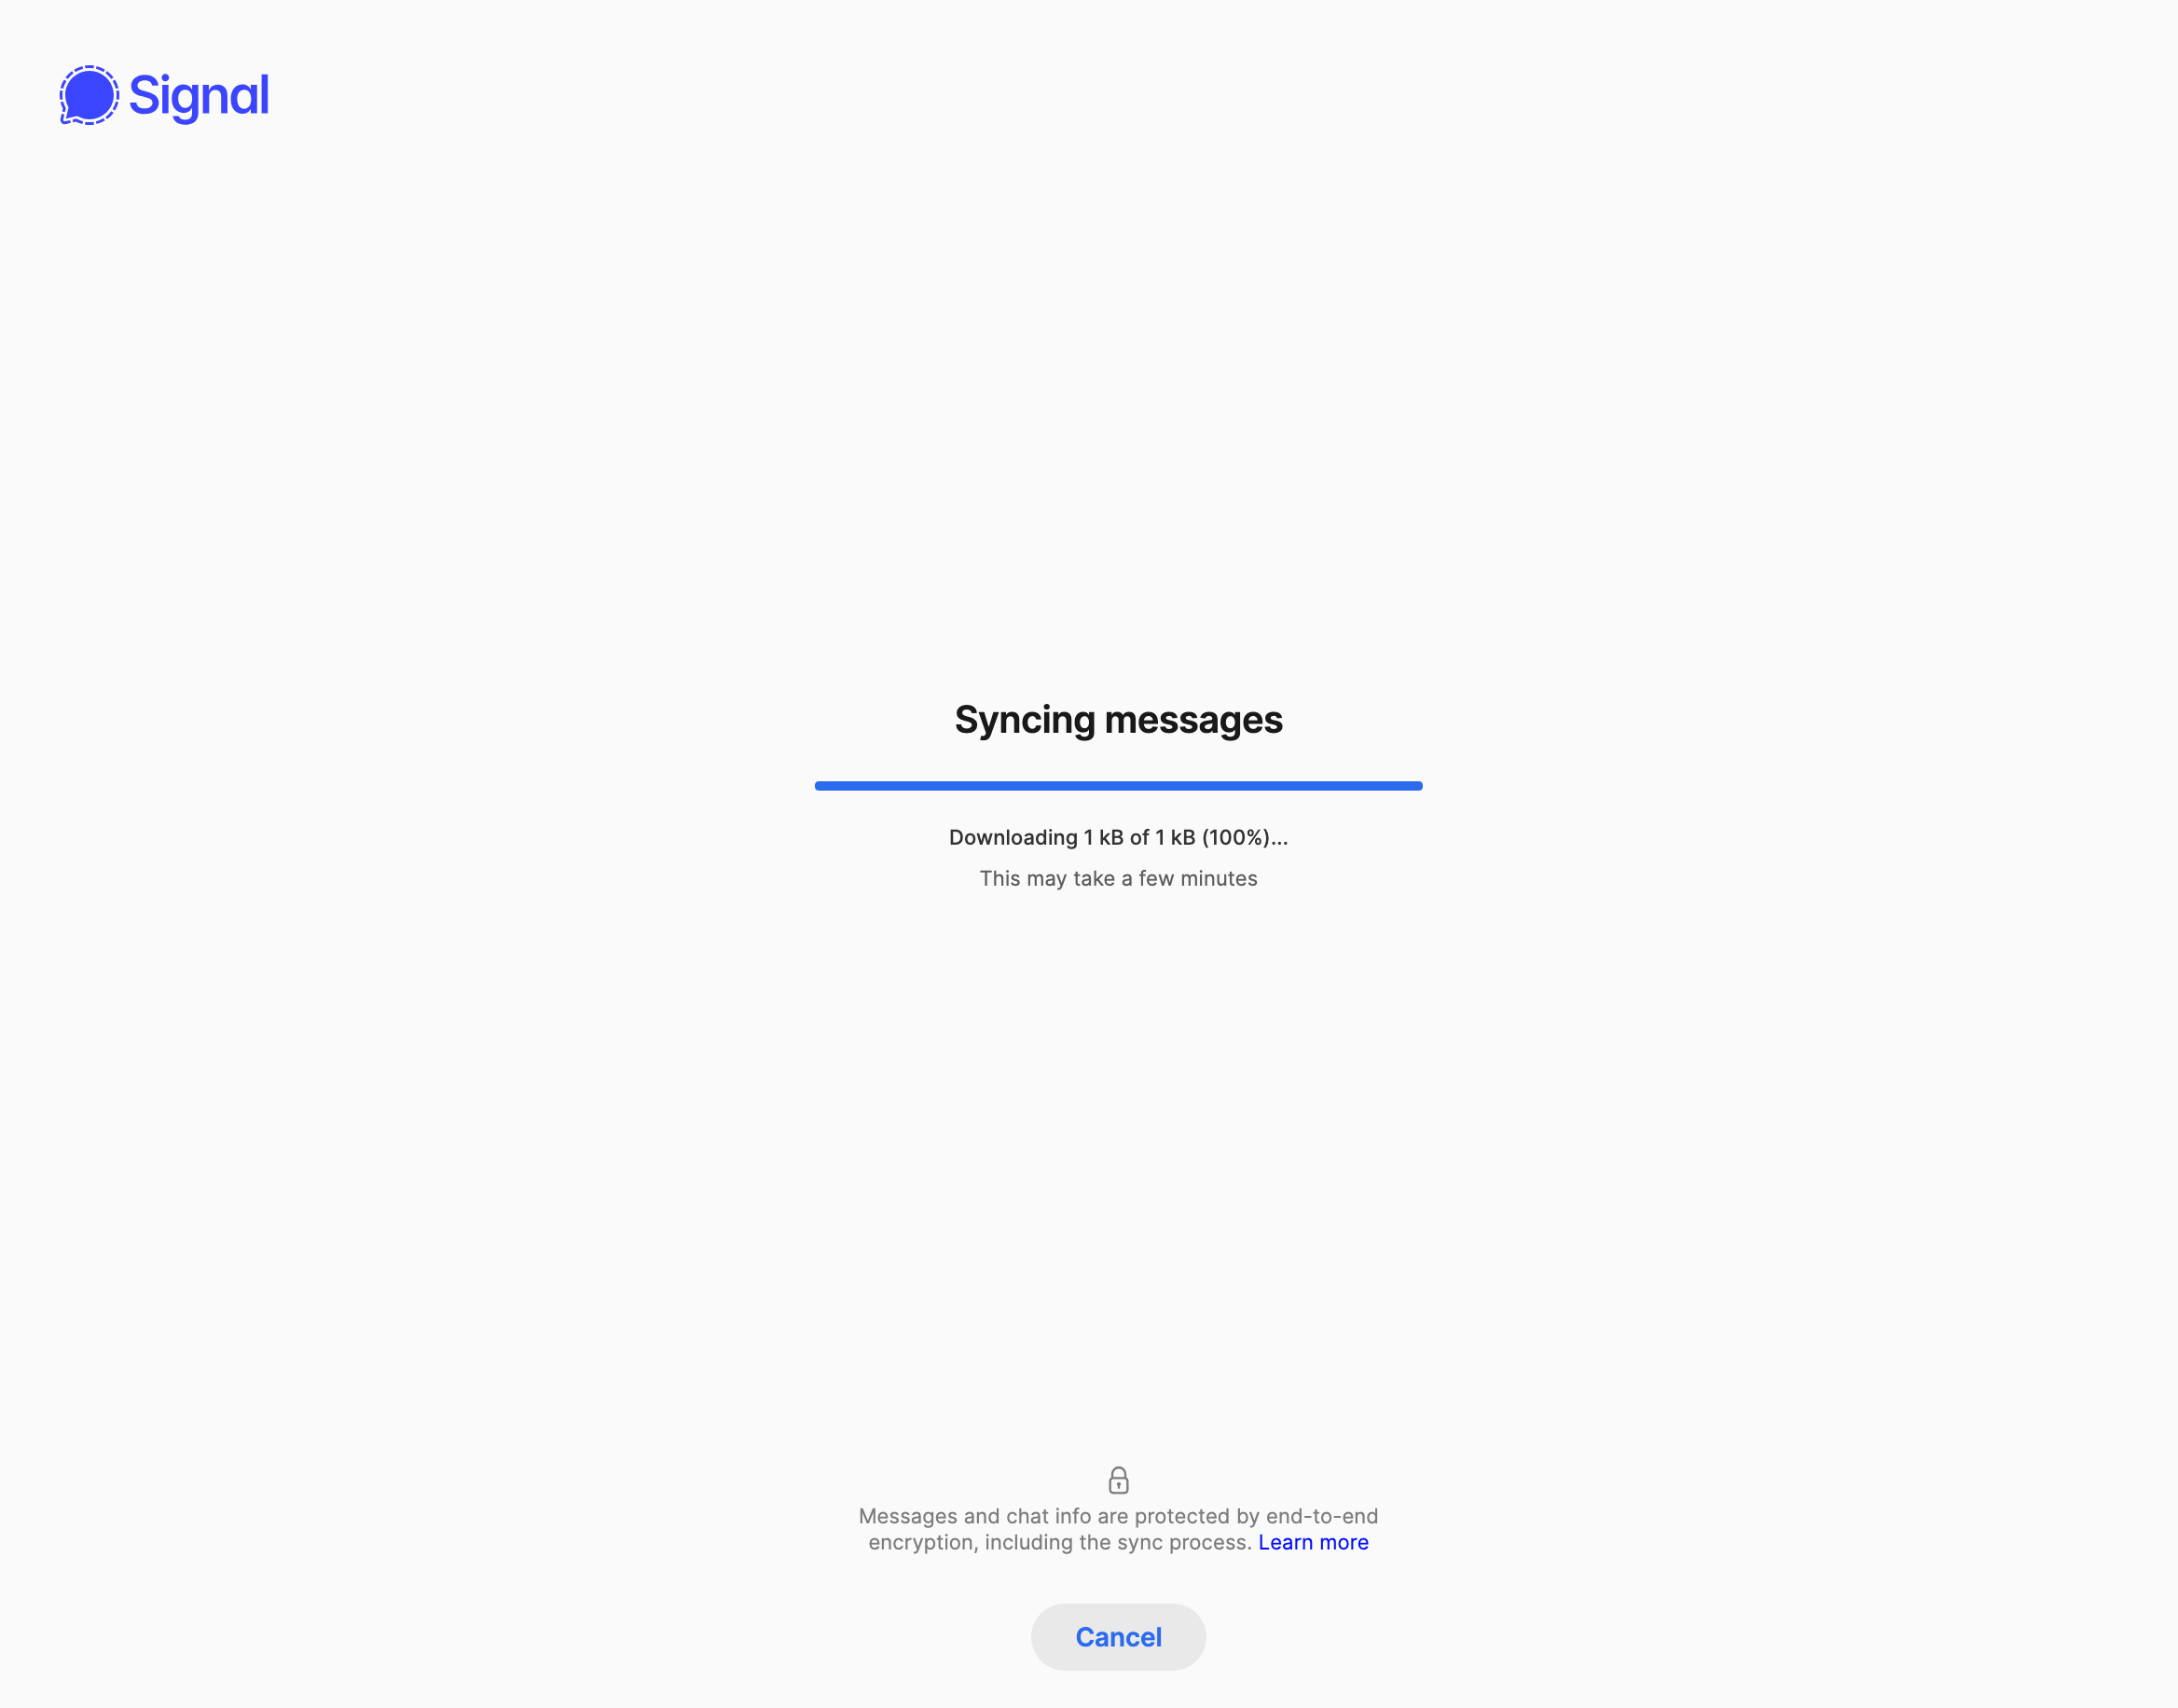 Signal
Syncing messages
Downloading 1 kB of 1 kB (100%)...
This may take a few minutes
Messages and chat info are protected by end-to-end
encryption, including the sync process. Learn more
Cancel